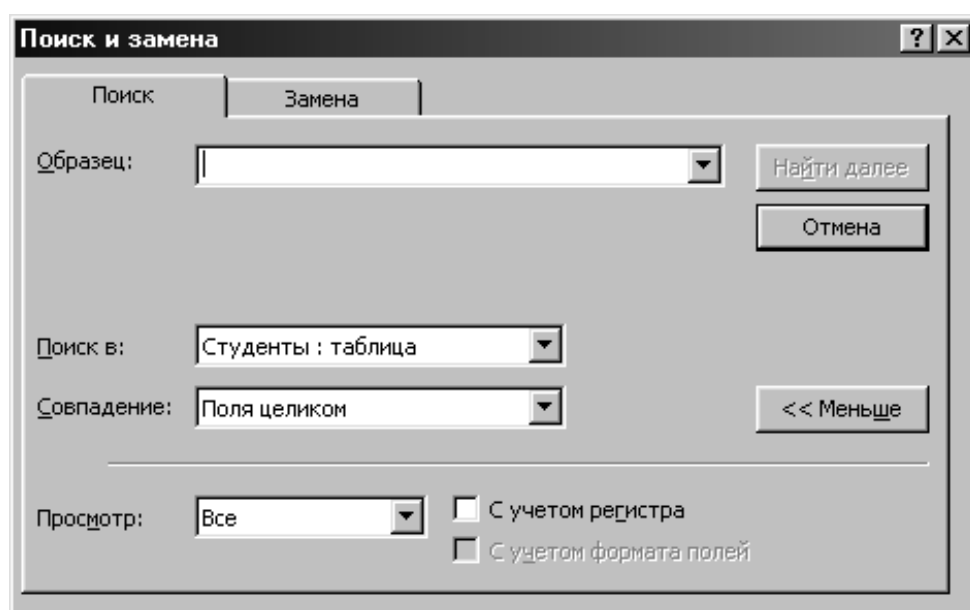 Поиск и замена
Поиск Замена
Образец: Найти далее
Отмена
Поиск в: Студенты : таблица
Совпадение: Поля целиком << Меньше
Просмотр: Все С учетом регистра
С учетом формата полей